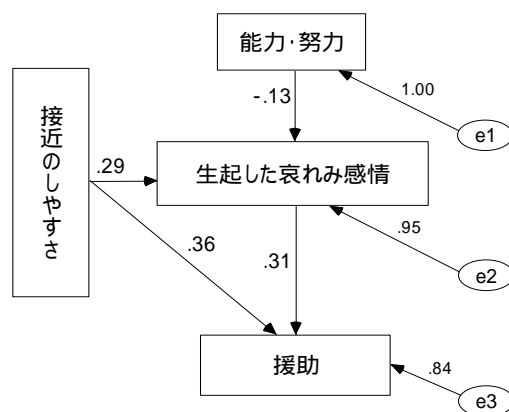 能力・努力
1.00
-.13
e1
接近のしやすさ
.29
生起した哀れみ感情
.95
.36
.31
e2
援助
.84
e3